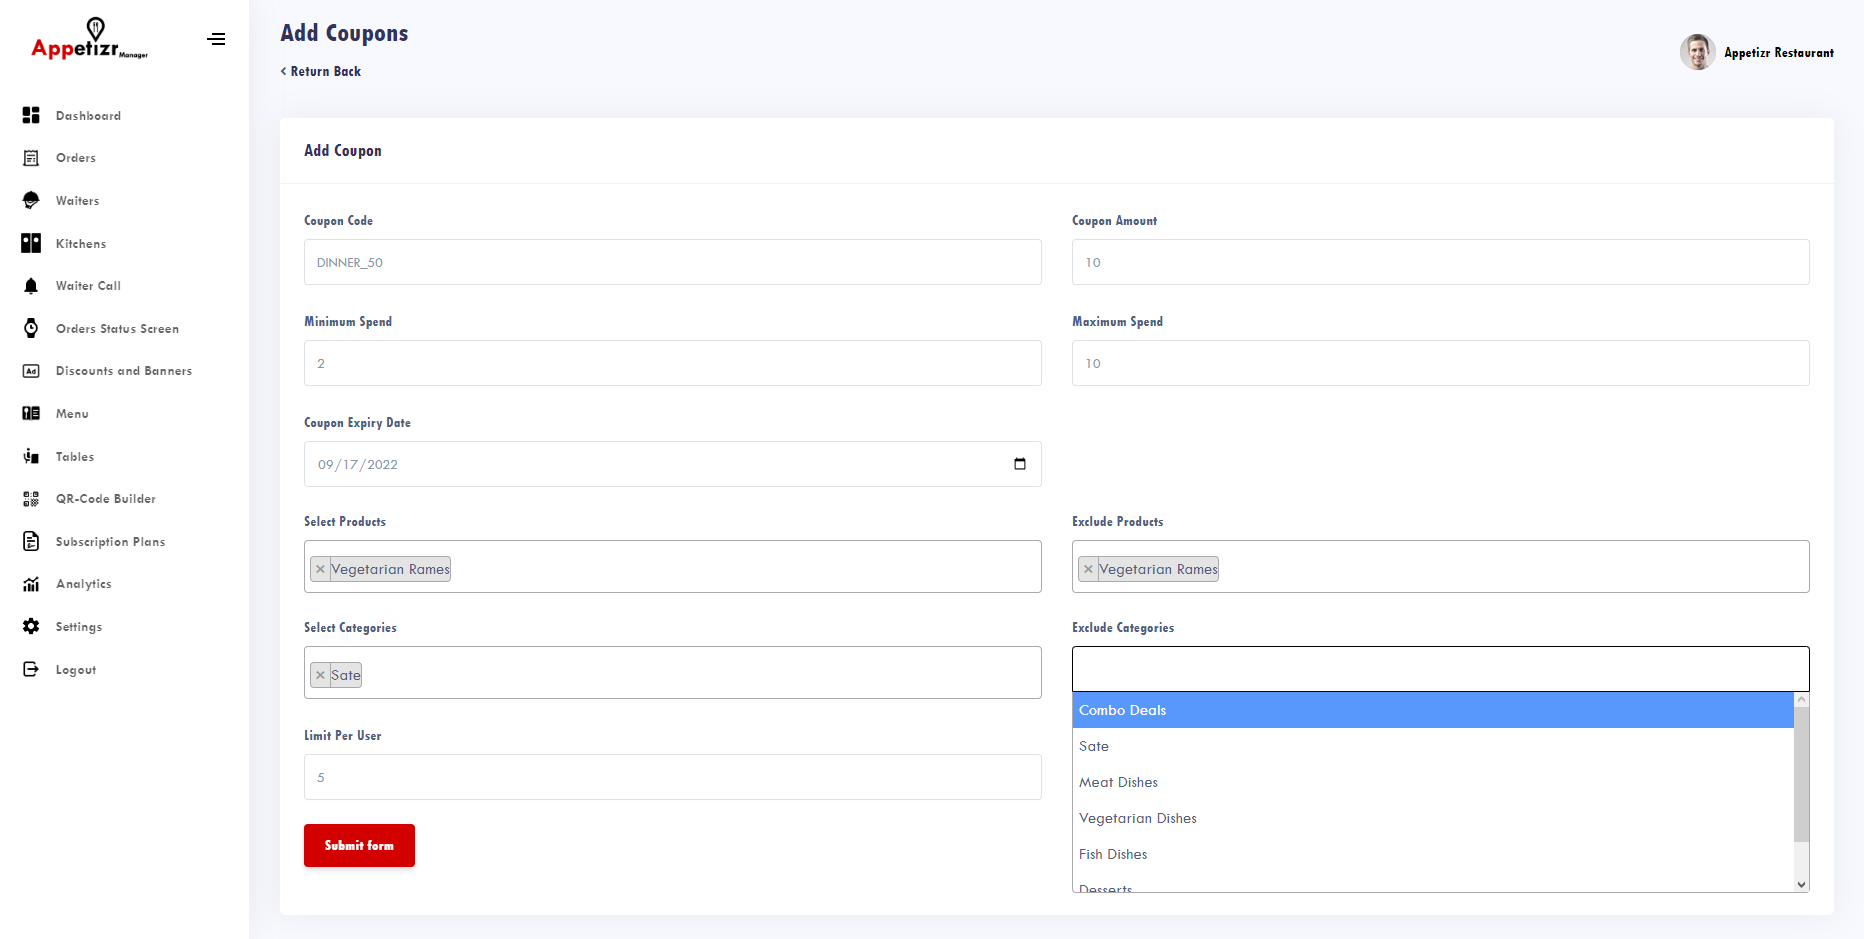 Appetizr Manager
Dashboard
Orders
Waiters
Kitchens
Waiter Call
Orders Status Screen
Ad
Discounts and Banners
Menu
Tables
QR-Code Builder
Subscription Plans
Analytics
Settings
Logout
Add Coupons
< Return Back
Appetizr Restaurant
Add Coupon
Coupon Code
Coupon Amount
DINNER_50
10
Minimum Spend
Maximum Spend
2
10
Coupon Expiry Date
09/17/2022
Select Products
Exclude Products
× Vegetarian Rames
× Vegetarian Rames
Select Categories
Exclude Categories
× Sate
Combo Deals
Sate
Meat Dishes
Vegetarian Dishes
Fish Dishes
Desserts
Limit Per User
5
Submit form